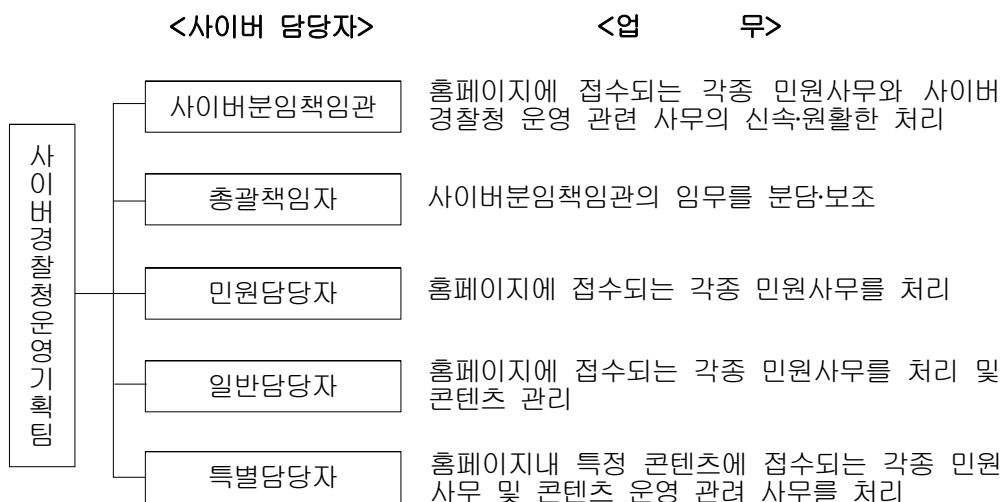 <사이버 담당자> <업 무>
사이버경찰청운영기획팀
사이버분임책임관
홈페이지에 접수되는 각종 민원사무와 사이버
경찰청 운영 관련 사무의 신속·원활한 처리
총괄책임자
사이버분임책임관의 임무를 분담·보조
민원담당자
홈페이지에 접수되는 각종 민원사무를 처리
일반담당자
홈페이지에 접수되는 각종 민원사무를 처리 및
콘텐츠 관리
특별담당자
홈페이지내 특정 콘텐츠에 접수되는 각종 민원
사무 및 콘텐츠 운영 관련 사무를 처리